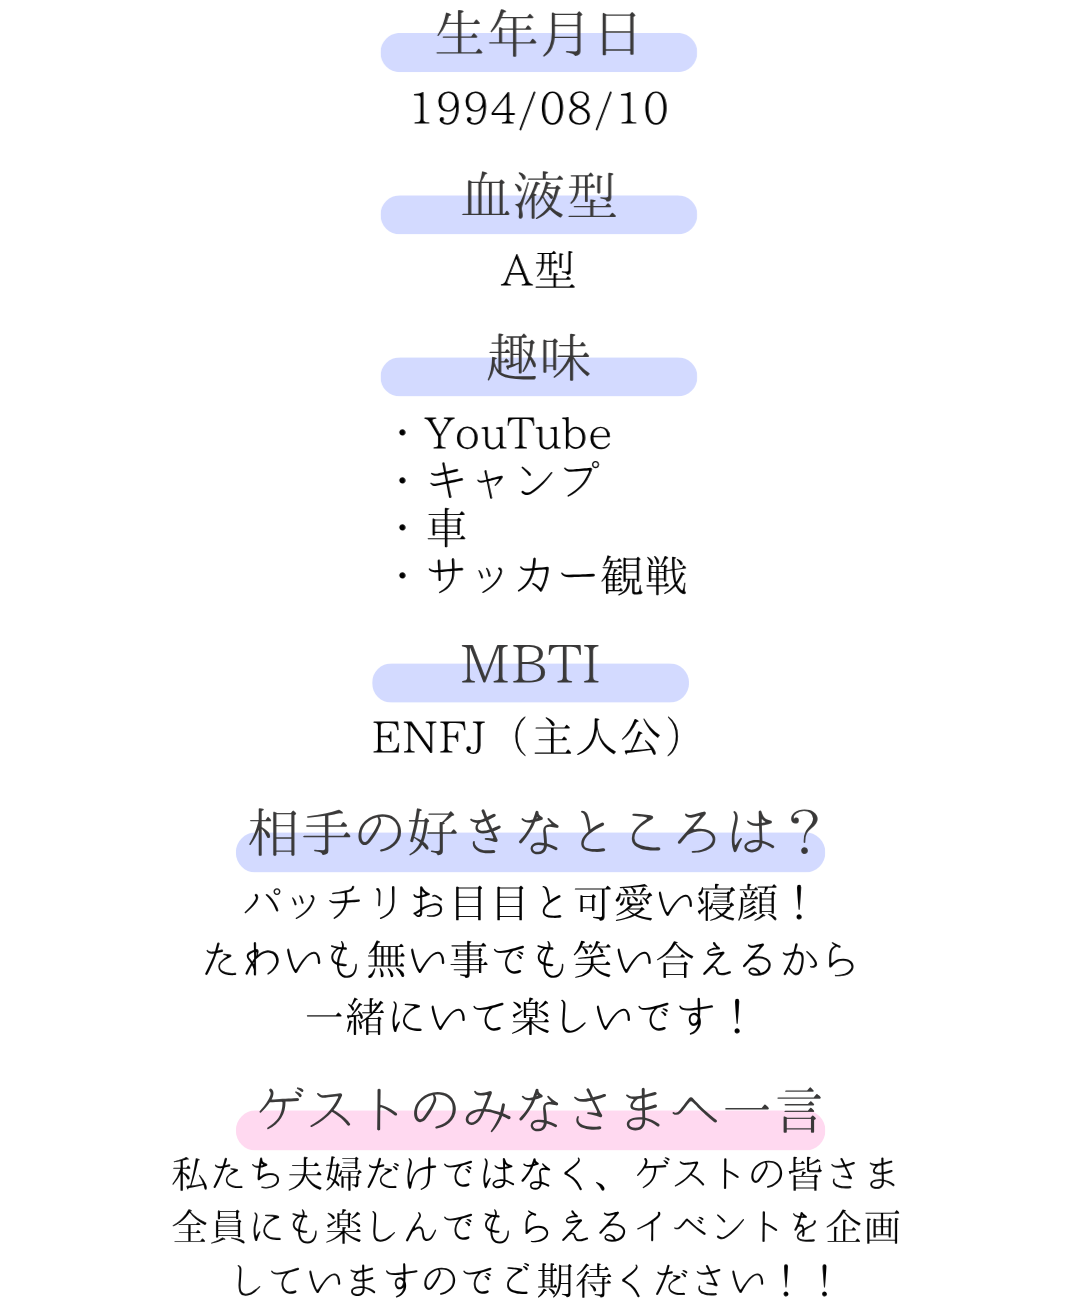 生年月日
1994/08/10
血液型
A型
趣味
・YouTube
・キャンプ
・車
・サッカー観戦
MBTI
ENFJ（主人公）
相手の好きなところは？
パッチリお目目と可愛い寝顔！
たわいも無い事でも笑い合えるから
一緒にいて楽しいです！
ゲストのみなさまへ一言
私たち夫婦だけではなく、ゲストの皆さま
全員にも楽しんでもらえるイベントを企画
していますのでご期待ください！！